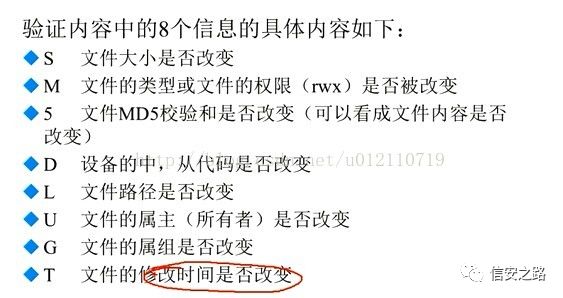 验证内容中的8个信息的具体内容如下：
S 文件大小是否改变
M 文件的类型或文件的权限（rwx）是否被改变
5 文件MD5校验和是否改变（可以看成文件内容是否
改变）
D 设备的中，从代码是否改变
L 文件路径是否改变
U 文件的属主（所有者）是否改变
G 文件的属组是否改变
T 文件的修改时间是否改变
信安之路